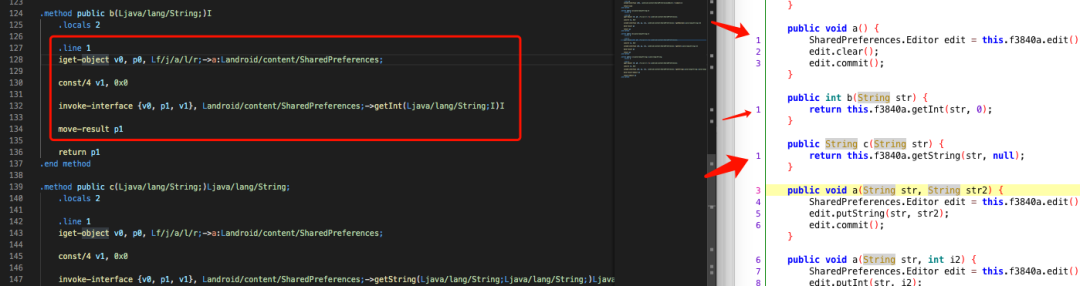 124 .method public b(Ljava/lang/String;)I
125 .locals 2
126
127 .line 1
128 iget-object v0, p0, Lf/j/a/l/r;->a:Landroid/content/SharedPreferences;
129
130 const/4 v1, 0x0
131
132 invoke-interface {v0, p1, v1}, Landroid/content/SharedPreferences;->getInt(Ljava/lang/String;I)I
133
134 move-result p1
135
136 return p1
137 .end method
138
139 .method public c(Ljava/lang/String;)Ljava/lang/String;
140 .locals 2
141
142 .line 1
143 iget-object v0, p0, Lf/j/a/l/r;->a:Landroid/content/SharedPreferences;
144
145 const/4 v1, 0x0
146
147 invoke-interface {v0, p1, v1}, Landroid/content/SharedPreferences;->getString(Ljava/lang/String;Ljava/lang/String;)Ljava
}
public void a() {
1 SharedPreferences.Editor edit = this.f3840a.edit()
2 edit.clear();
3 edit.commit();
}
public int b(String str) {
1 return this.f3840a.getInt(str, 0);
}
public String c(String str) {
1 return this.f3840a.getString(str, null);
}
3 public void a(String str, String str2) {
4 SharedPreferences.Editor edit = this.f3840a.edit()
5 edit.putString(str, str2);
6 edit.commit();
}
6 public void a(String str, int i2) {
7 SharedPreferences.Editor edit = this.f3840a.edit()
8 edit.putInt(str, i2);